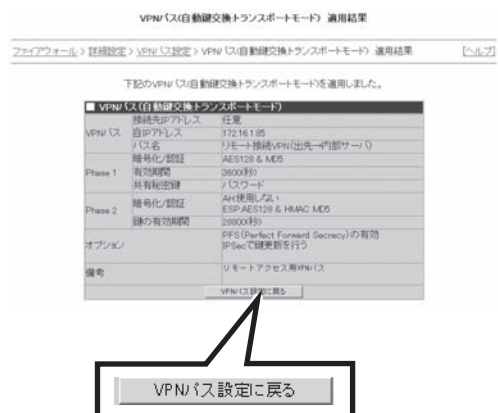 VPNパス(自動鍵交換トランスポートモード) 適用結果
ファイアウォール > 詳細設定 > VPNパス設定 > VPNパス(自動鍵交換トランスポートモード) 適用結果 [ヘルプ]
下記のVPNパス(自動鍵交換トランスポートモード)を適用しました。
■ VPNパス(自動鍵交換トランスポートモード)
VPNパス 接続先IPアドレス 任意
自IPアドレス 172.16.1.85
パス名 リモート接続VPN(出先→内部サーバ)
Phase 1 暗号化/認証 AES128 & MD5
有効期間 3600(秒)
共有秘密鍵 パスワード
Phase 2 暗号化/認証 AH:使用しない
ESP:AES128 & HMAC MD5
鍵の有効期間 28800(秒)
オプション PFS(Perfect Forward Secrecy)の有効
IPSecで鍵更新を行う
備考 リモートアクセス用VPNパス
VPNパス設定に戻る
VPNパス設定に戻る